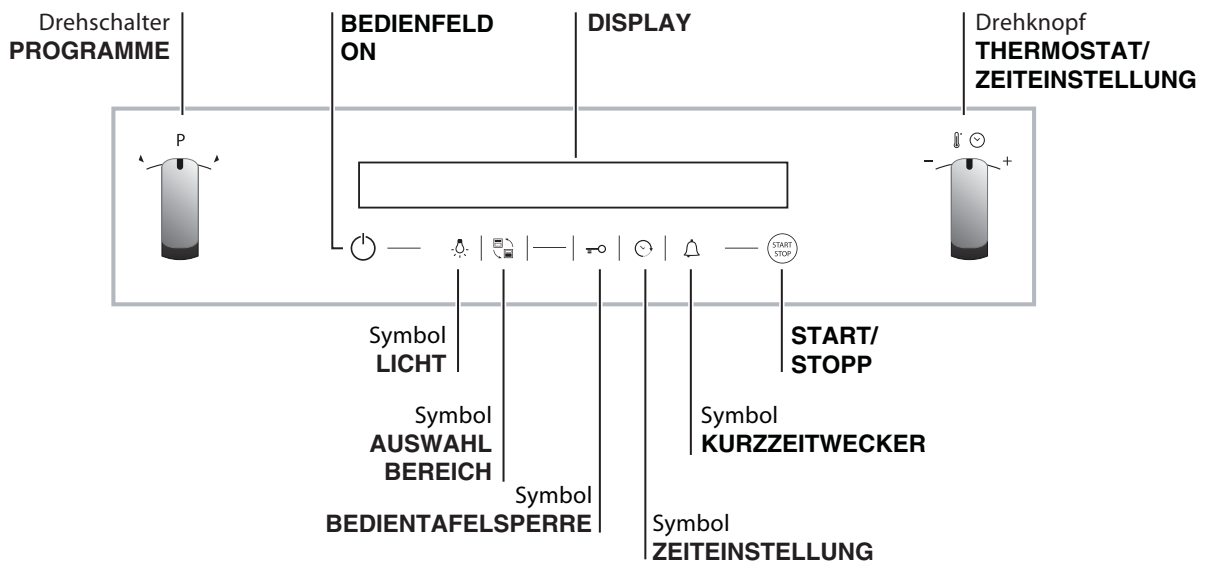 Drehschalter
PROGRAMME
BEDIENFELD
ON
DISPLAY
Drehknopf
THERMOSTAT/
ZEITEINSTELLUNG
P
- +
START
STOP
Symbol
LICHT
START/
STOPP
Symbol
AUSWAHL
BEREICH
Symbol
KURZZEITWECKER
Symbol
BEDIENTAFELSPERRE
Symbol
ZEITEINSTELLUNG